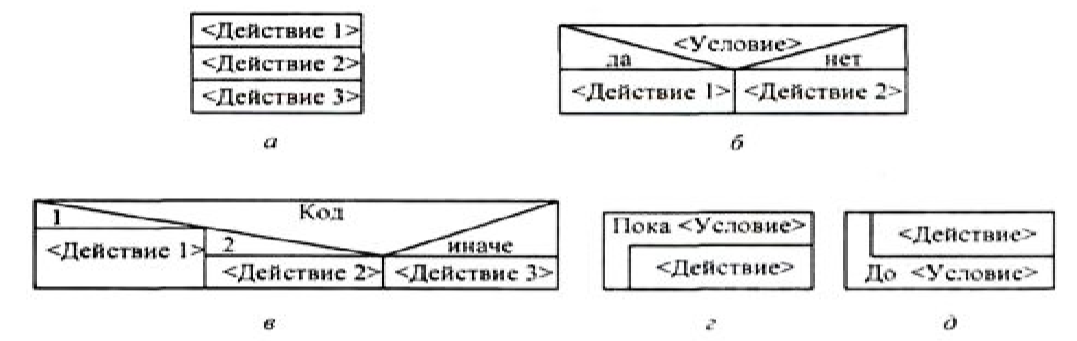 <Действие 1>
<Действие 2>
<Действие 3>
а
<Условие>
да нет
<Действие 1> <Действие 2>
б
Код
1
<Действие 1> 2 иначе
<Действие 2> <Действие 3>
в
Пока <Условие>
<Действие>
г
<Действие>
До <Условие>
д